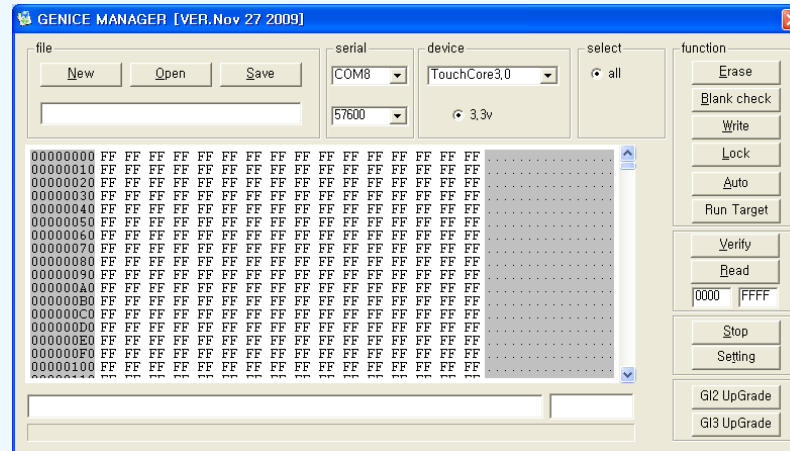 GENICE MANAGER [VER.Nov 27 2009]
file
New Open Save
serial
COM8
57600
device
TouchCore3,0
3,3v
select
all
function
Erase
Blank check
Write
Lock
Auto
Run Target
Verify
Read
0000 FFFF
Stop
Setting
GI2 UpGrade
GI3 UpGrade
00000000 FF FF FF FF FF FF FF FF FF FF FF FF FF FF FF FF ................
00000010 FF FF FF FF FF FF FF FF FF FF FF FF FF FF FF FF ................
00000020 FF FF FF FF FF FF FF FF FF FF FF FF FF FF FF FF ................
00000030 FF FF FF FF FF FF FF FF FF FF FF FF FF FF FF FF ................
00000040 FF FF FF FF FF FF FF FF FF FF FF FF FF FF FF FF ................
00000050 FF FF FF FF FF FF FF FF FF FF FF FF FF FF FF FF ................
00000060 FF FF FF FF FF FF FF FF FF FF FF FF FF FF FF FF ................
00000070 FF FF FF FF FF FF FF FF FF FF FF FF FF FF FF FF ................
00000080 FF FF FF FF FF FF FF FF FF FF FF FF FF FF FF FF ................
00000090 FF FF FF FF FF FF FF FF FF FF FF FF FF FF FF FF ................
000000A0 FF FF FF FF FF FF FF FF FF FF FF FF FF FF FF FF ................
000000B0 FF FF FF FF FF FF FF FF FF FF FF FF FF FF FF FF ................
000000C0 FF FF FF FF FF FF FF FF FF FF FF FF FF FF FF FF ................
000000D0 FF FF FF FF FF FF FF FF FF FF FF FF FF FF FF FF ................
000000E0 FF FF FF FF FF FF FF FF FF FF FF FF FF FF FF FF ................
000000F0 FF FF FF FF FF FF FF FF FF FF FF FF FF FF FF FF ................
00000100 FF FF FF FF FF FF FF FF FF FF FF FF FF FF FF FF ................